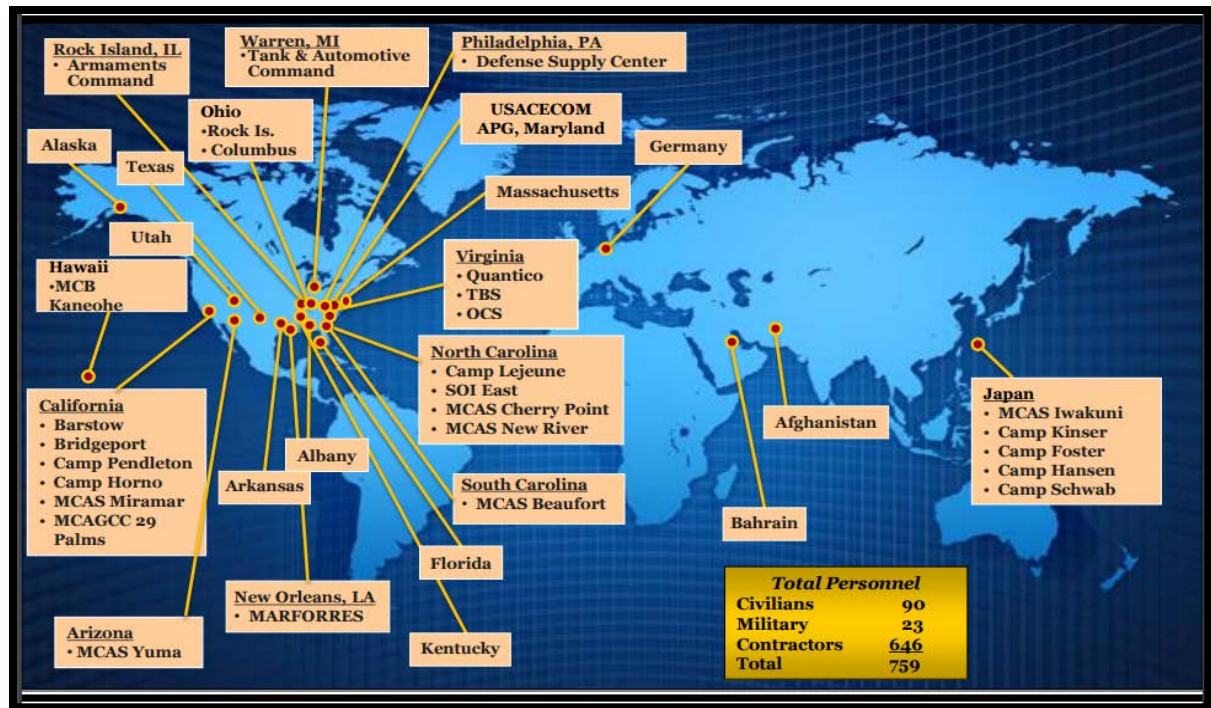 Rock Island, IL
• Armaments
Command
Warren, MI
•Tank & Automotive
Command
Philadelphia, PA
• Defense Supply Center
Ohio
•Rock Is.
• Columbus
USACECOM
APG, Maryland
Alaska
Texas
Germany
Massachusetts
Utah
Hawaii
•MCB
Kaneohe
Virginia
• Quantico
• TBS
• OCS
North Carolina
• Camp Lejeune
• SOI East
• MCAS Cherry Point
• MCAS New River
California
• Barstow
• Bridgeport
• Camp Pendleton
• Camp Horno
• MCAS Miramar
• MCAGCC 29
Palms
Albany
Arkansas
South Carolina
• MCAS Beaufort
Afghanistan
Bahrain
Japan
• MCAS Iwakuni
• Camp Kinser
• Camp Foster
• Camp Hansen
• Camp Schwab
Florida
New Orleans, LA
• MARFORRES
Arizona
• MCAS Yuma
Kentucky
Total Personnel
Civilians 90
Military 23
Contractors 646
Total 759